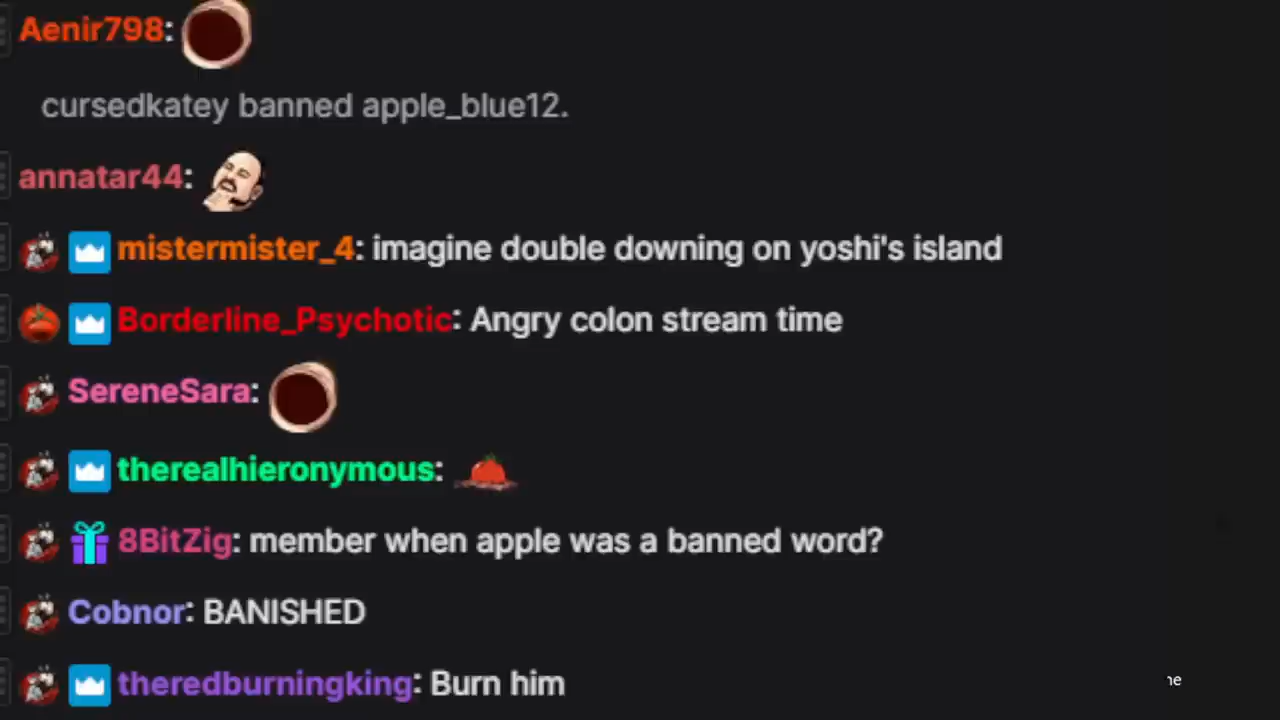 Aenir798:
cursedkatey banned apple_blue12.
annatar44:
mistermister_4: imagine double downing on yoshi's island
Borderline_Psychotic: Angry colon stream time
SereneSara:
therealhieronymous:
8BitZig: member when apple was a banned word?
Cobnor: BANISHED
theredburningking: Burn him